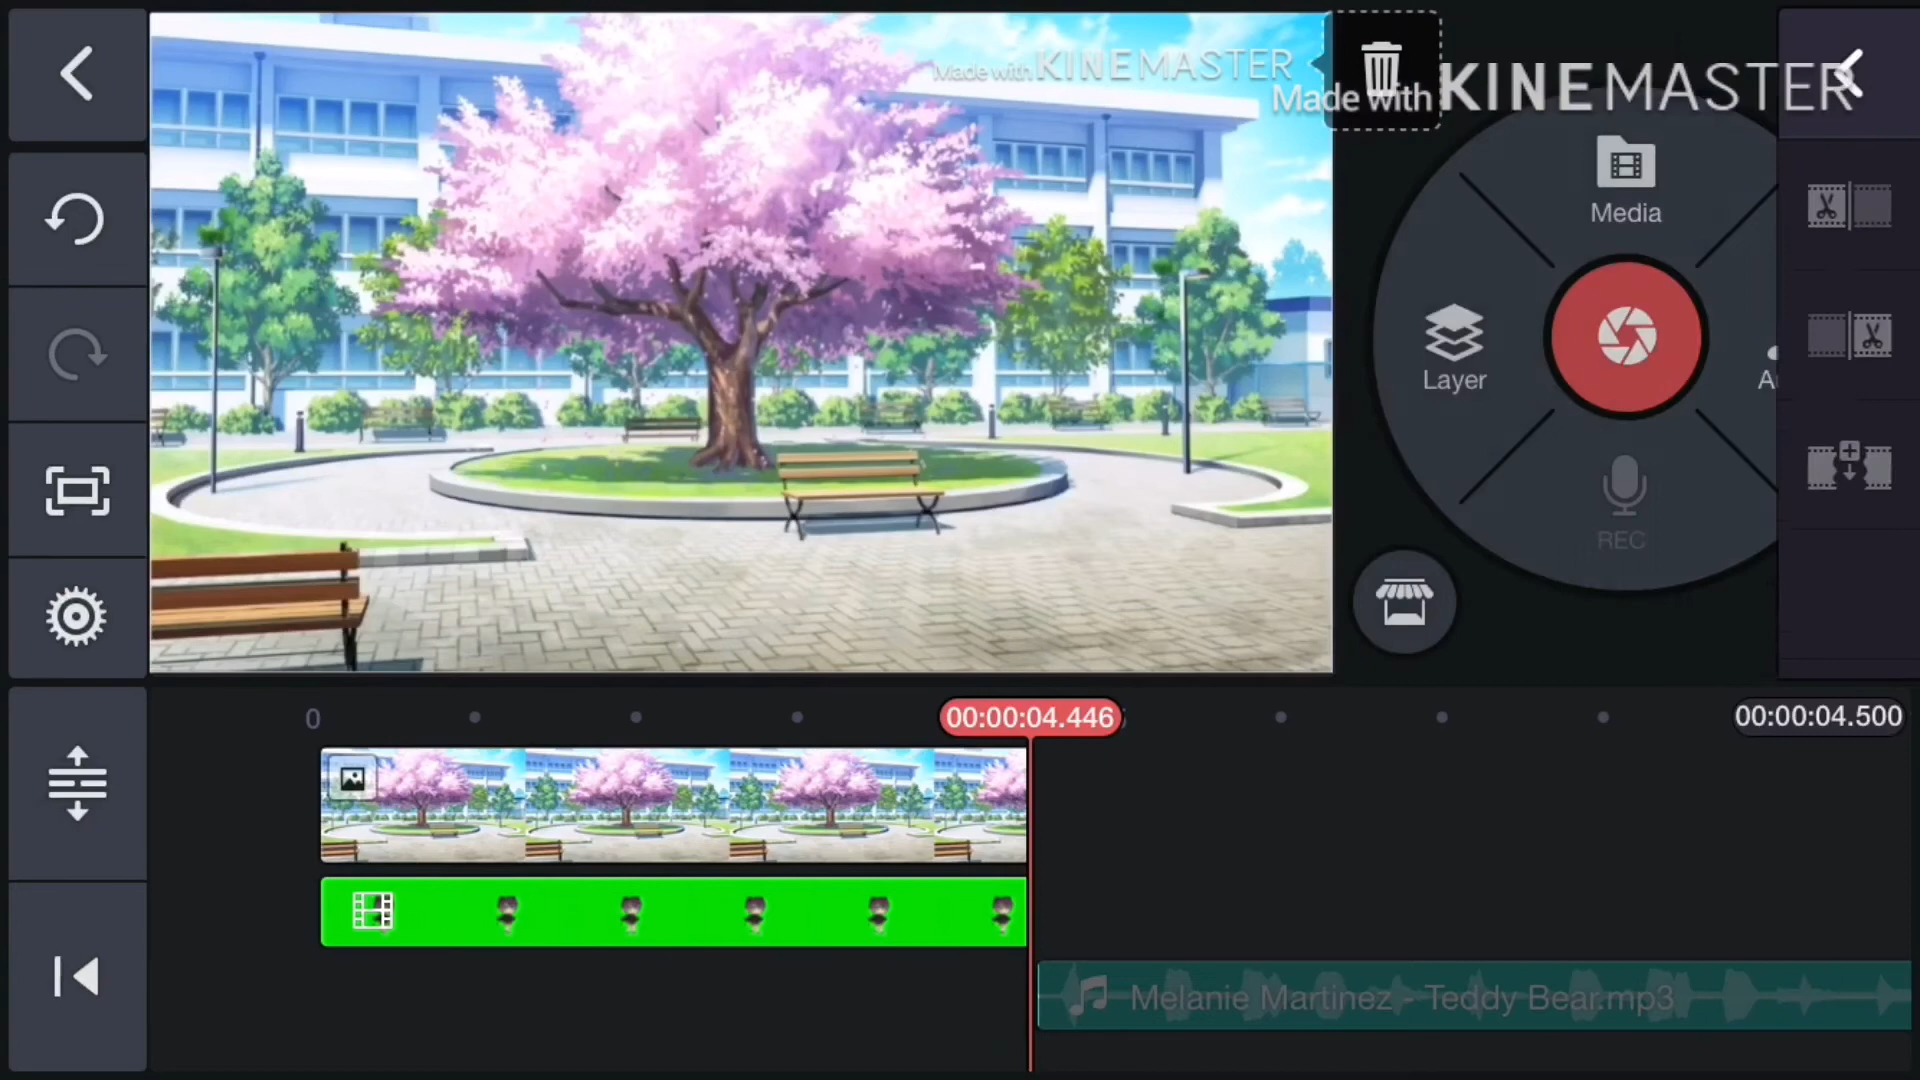 Made with KINEMASTER
Made with KINEMASTER
Media
Layer
A
REC
0
00:00:04.446
00:00:04.500
Melanie Martinez - Teddy Bear.mp3